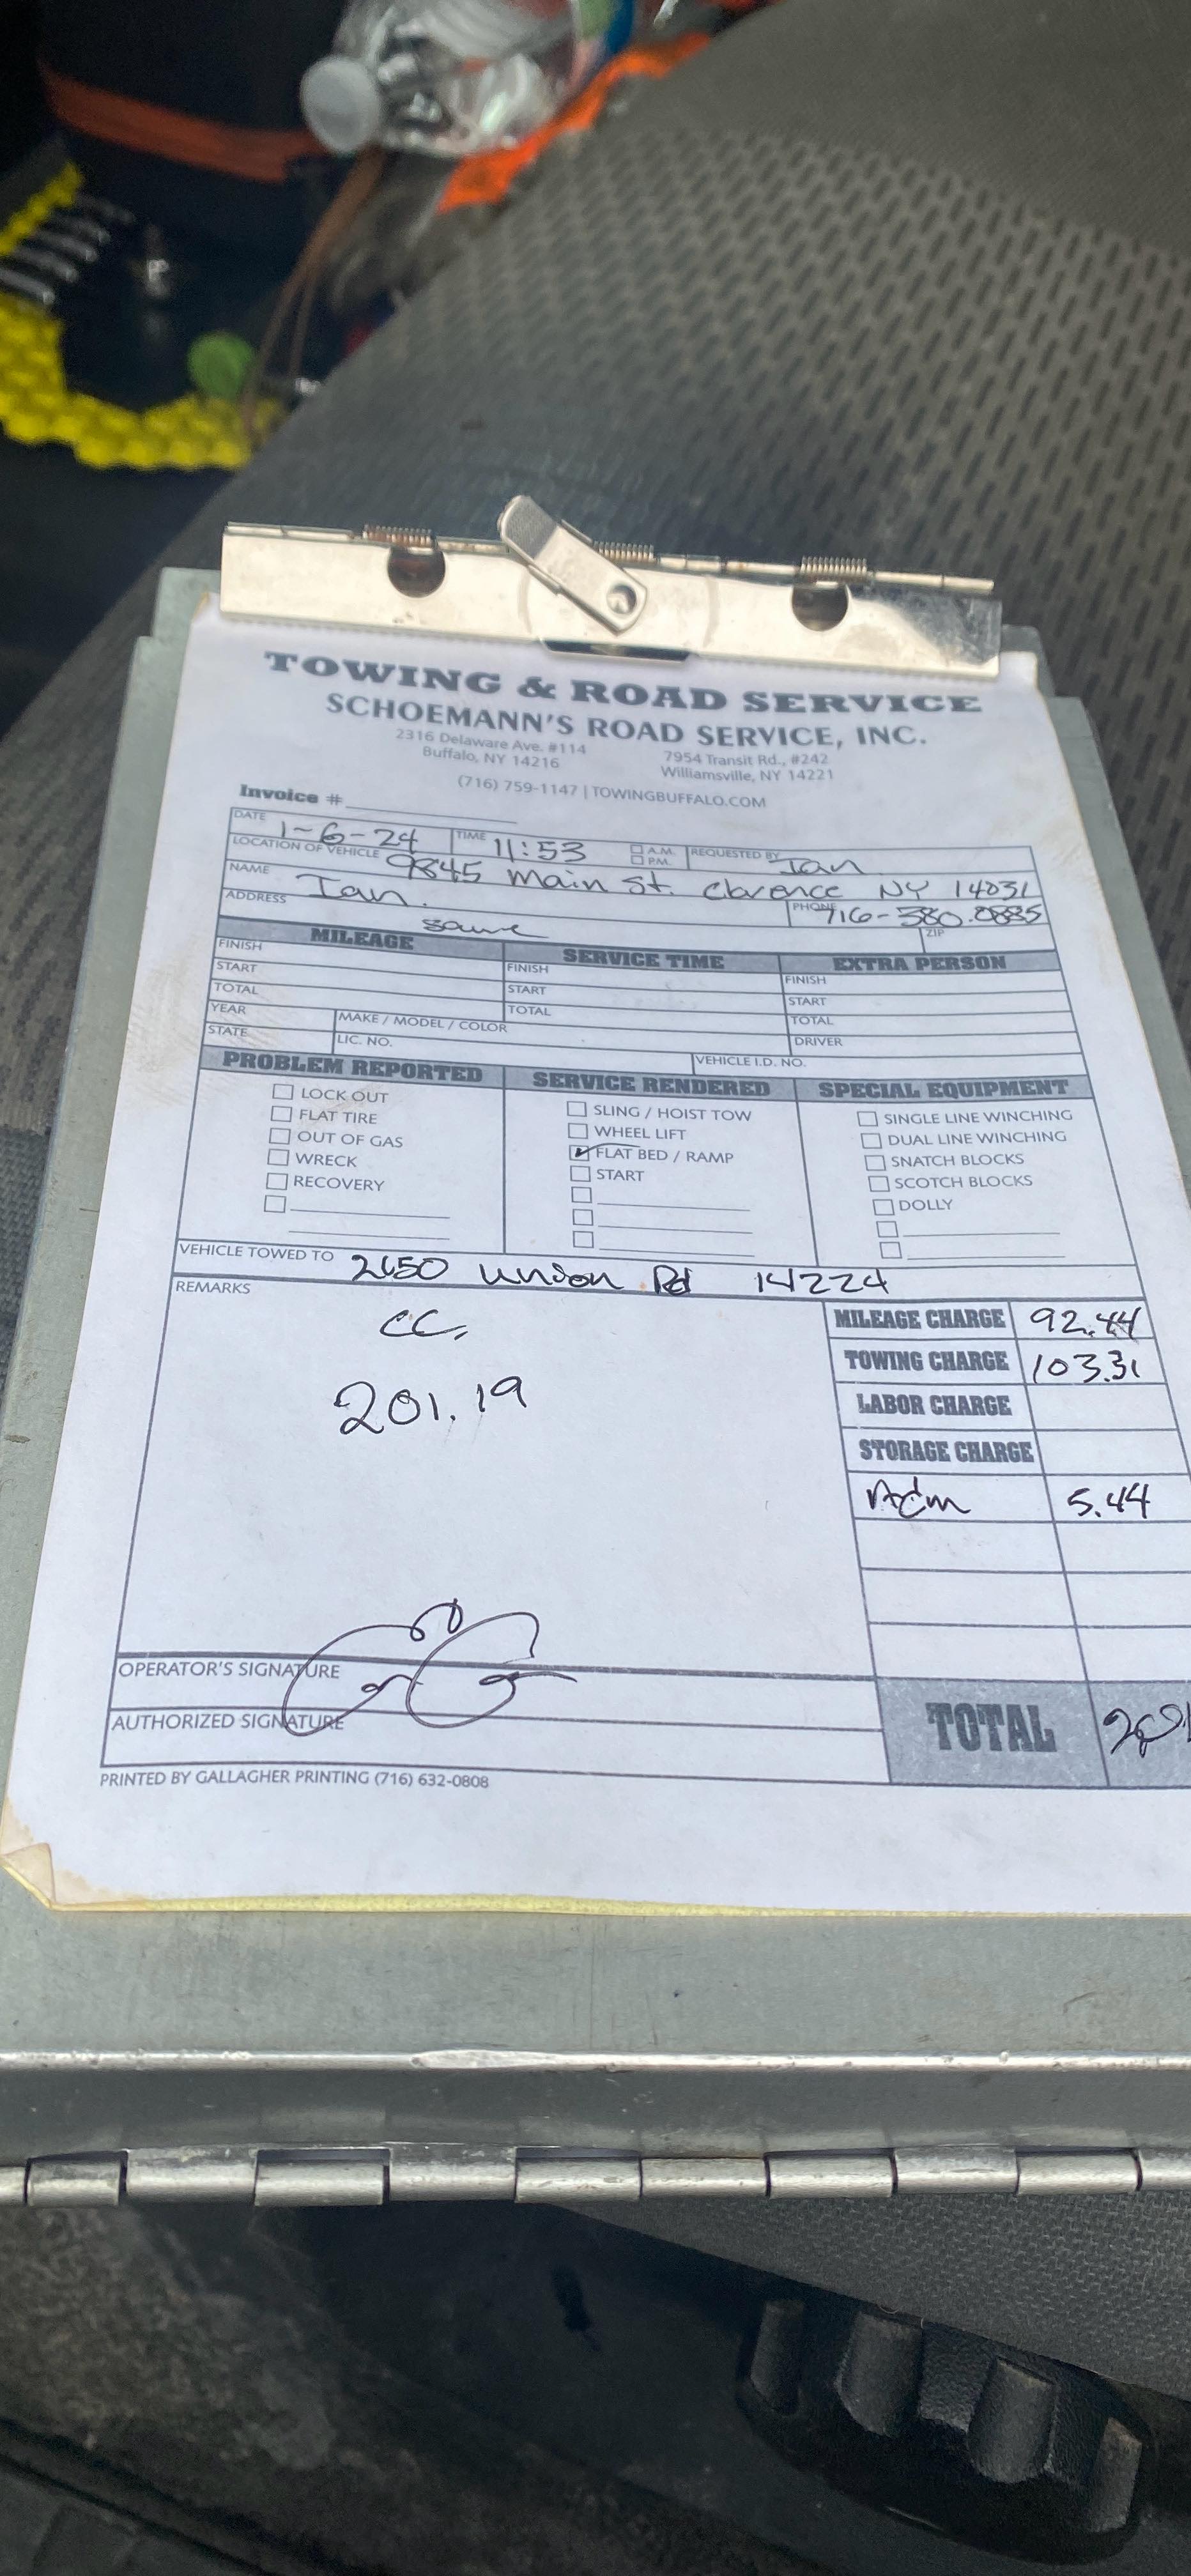 TOWING & ROAD SERVICE
SCHOEMANN'S ROAD SERVICE, INC.
2316 Delaware Ave. #114 7954 Transit Rd., #242
Buffalo, NY 14216 Williamsville, NY 14221
(716) 759-1147 | TOWINGBUFFALO.COM
Invoice #
DATE 1-6-24 TIME 11:53 A.M. P.M. REQUESTED BY Ian
LOCATION OF VEHICLE 9845 Main St. Clarence NY 14031
NAME Ian. PHONE 716-580.
ADDRESS same ZIP
MILEAGE SERVICE TIME EXTRA PERSON
FINISH FINISH FINISH
START START START
TOTAL TOTAL TOTAL
YEAR MAKE / MODEL / COLOR DRIVER
STATE LIC. NO. VEHICLE I.D. NO.
PROBLEM REPORTED SERVICE RENDERED SPECIAL EQUIPMENT
LOCK OUT SLING / HOIST TOW SINGLE LINE WINCHING
FLAT TIRE WHEEL LIFT DUAL LINE WINCHING
OUT OF GAS FLAT BED / RAMP SNATCH BLOCKS
WRECK START SCOTCH BLOCKS
RECOVERY DOLLY
VEHICLE TOWED TO 2650 Union Rd 14224
REMARKS
CC.
201.19
MILEAGE CHARGE 92.44
TOWING CHARGE 103.31
LABOR CHARGE
STORAGE CHARGE
Adm 5.44
OPERATOR'S SIGNATURE
AUTHORIZED SIGNATURE
TOTAL 201
PRINTED BY GALLAGHER PRINTING (716) 632-0808